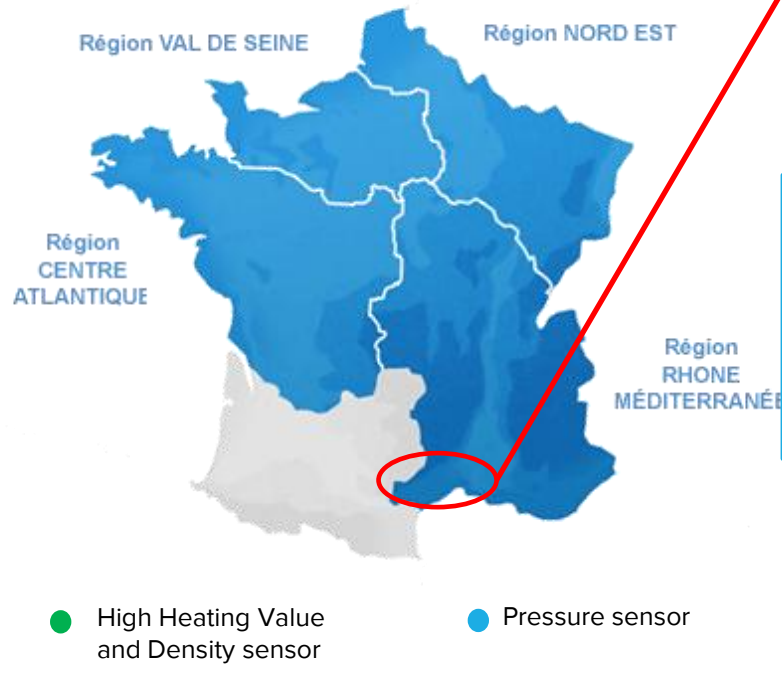 Région VAL DE SEINE
Région NORD EST
Région
CENTRE
ATLANTIQUE
Région
RHONE
MÉDITERRANÉE
High Heating Value
and Density sensor
Pressure sensor